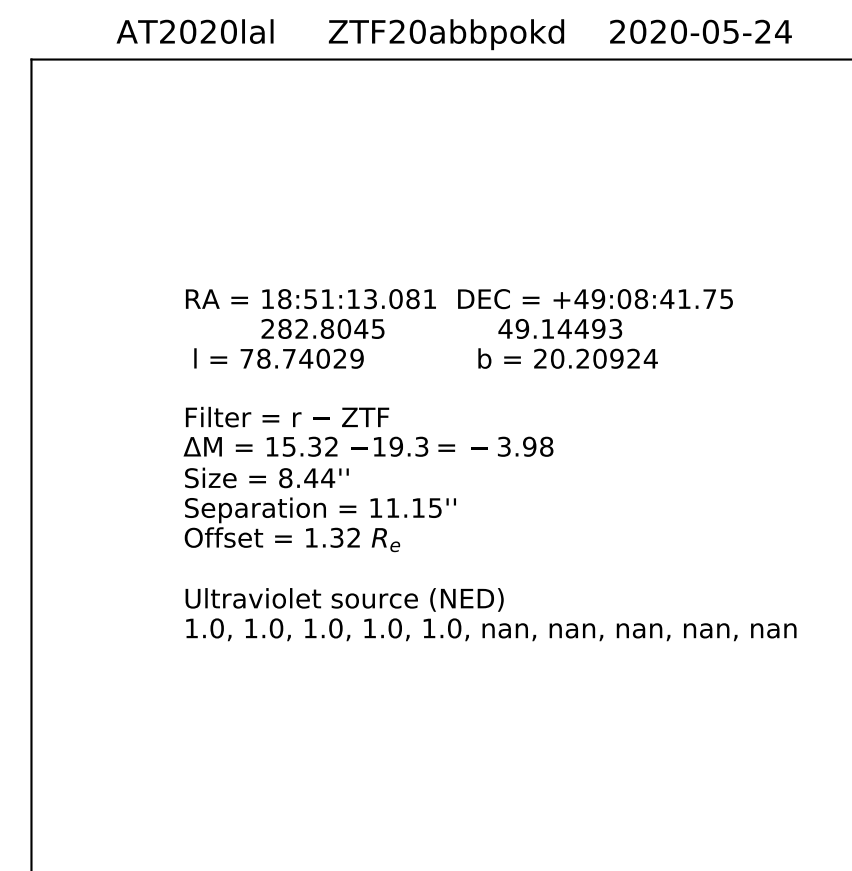 AT2020lal ZTF20abbpokd 2020-05-24
RA = 18:51:13.081 DEC = +49:08:41.75
282.8045 49.14493
l = 78.74029 b = 20.20924
Filter = r − ZTF
ΔM = 15.32 −19.3 = − 3.98
Size = 8.44''
Separation = 11.15''
Offset = 1.32 Re
Ultraviolet source (NED)
1.0, 1.0, 1.0, 1.0, 1.0, nan, nan, nan, nan, nan